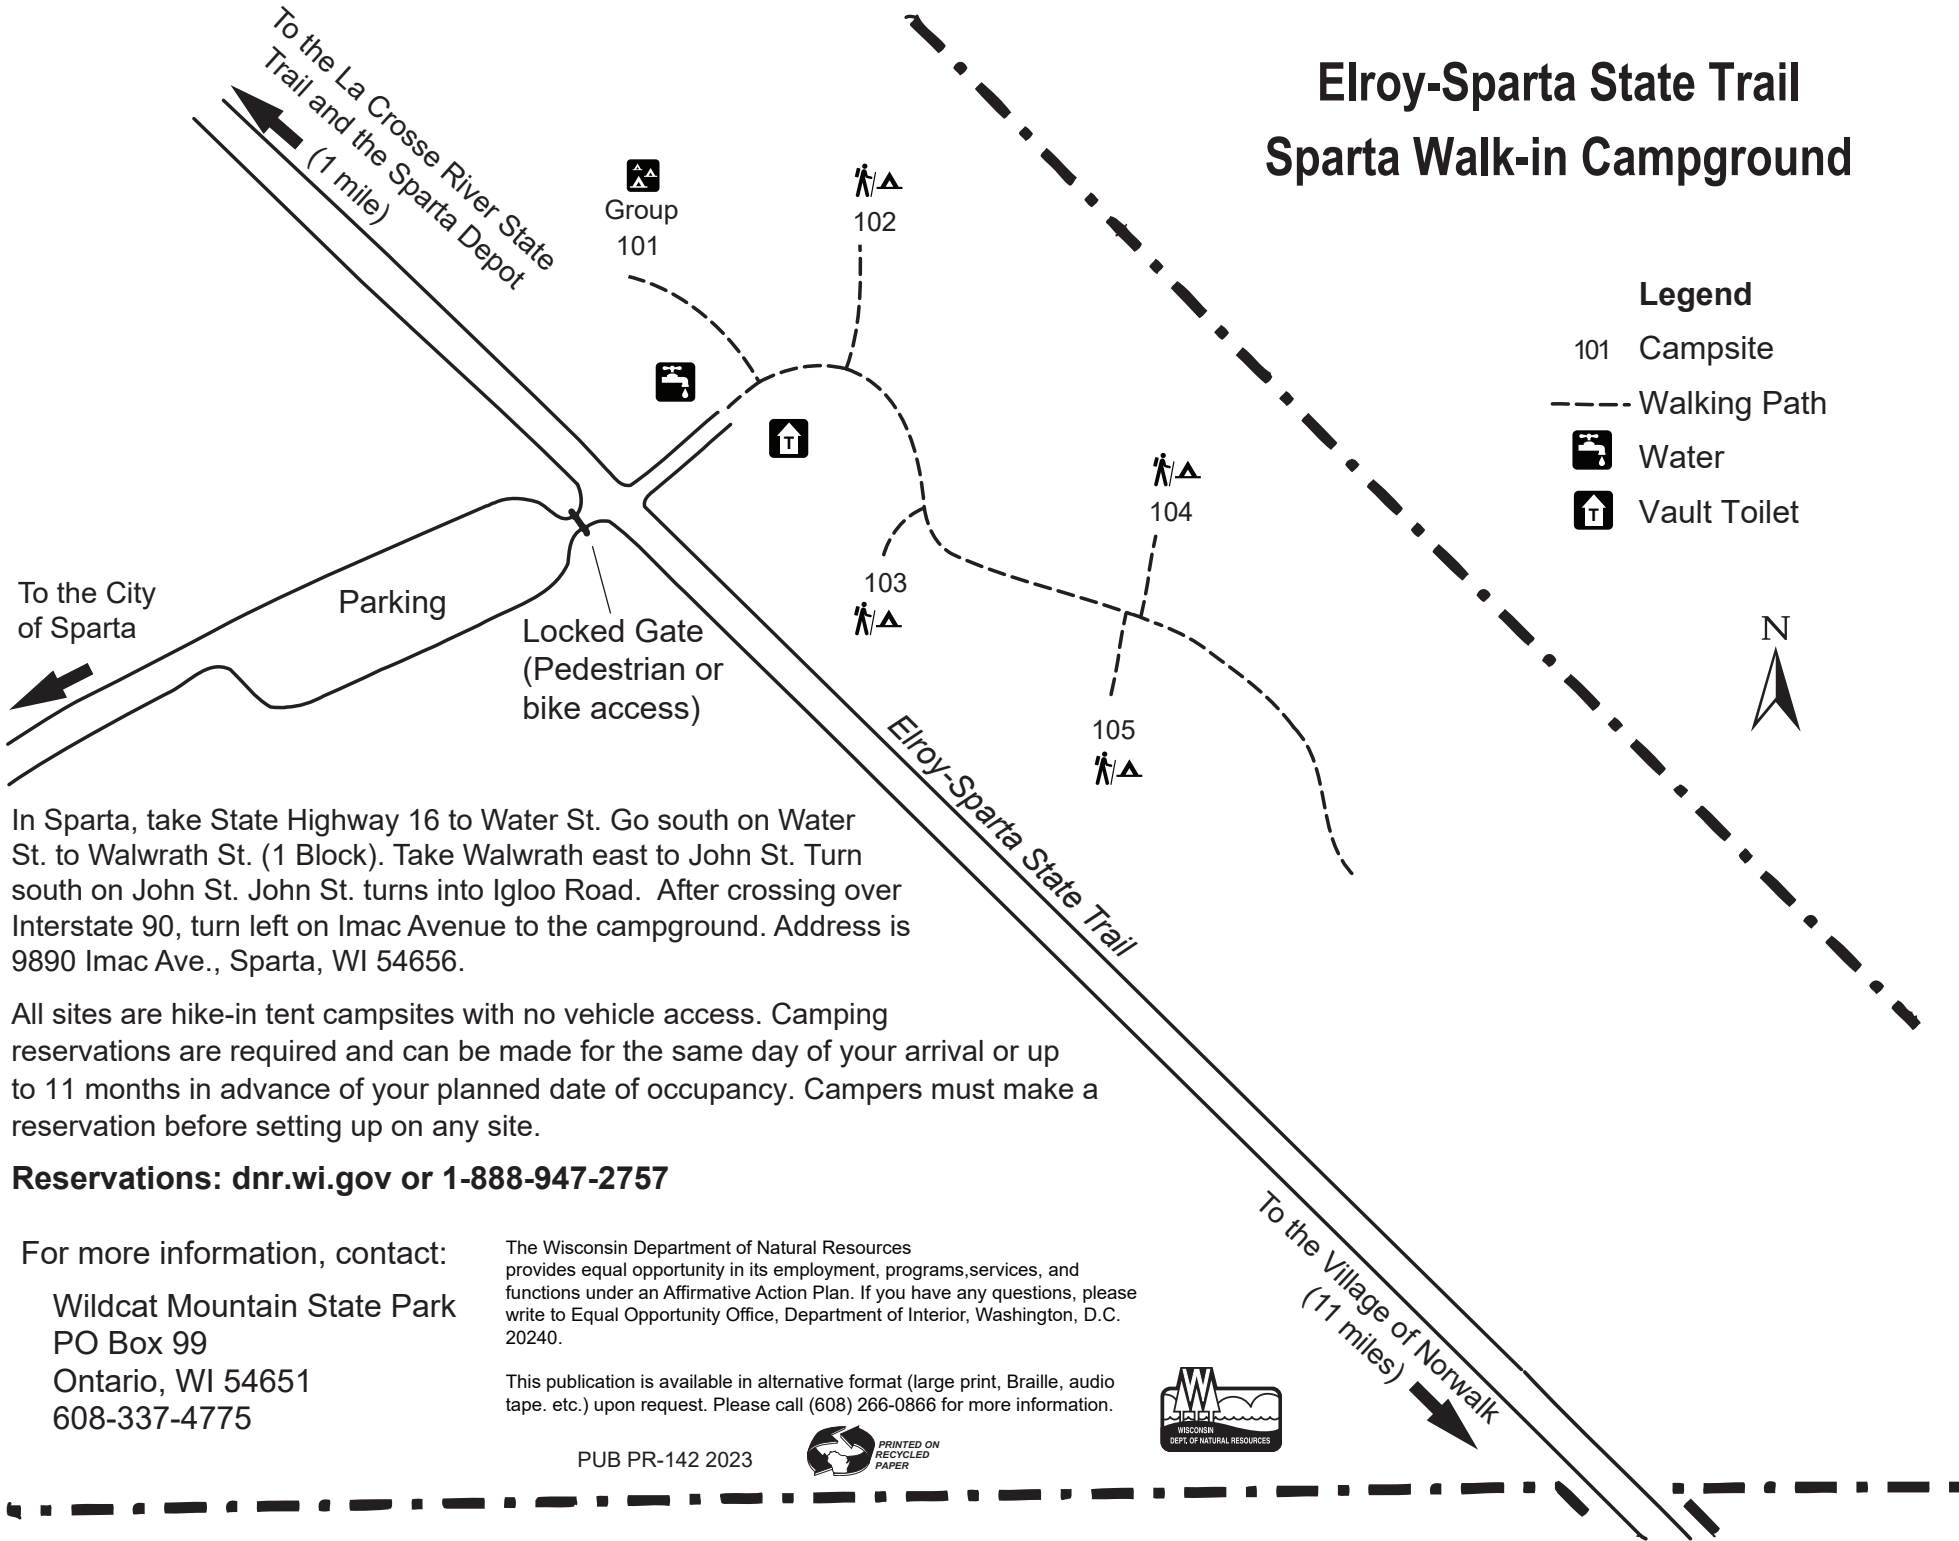 Elroy-Sparta State Trail
Sparta Walk-in Campground
To the La Crosse River State
Trail and the Sparta Depot
(1 mile)
Group
101
102
Legend
101 Campsite
Walking Path
Water
T Vault Toilet
T
104
103
105
N
To the City
of Sparta
Parking
Locked Gate
(Pedestrian or
bike access)
Elroy-Sparta State Trail
In Sparta, take State Highway 16 to Water St. Go south on Water
St. to Walwrath St. (1 Block). Take Walwrath east to John St. Turn
south on John St. John St. turns into Igloo Road.  After crossing over
Interstate 90, turn left on Imac Avenue to the campground. Address is
9890 Imac Ave., Sparta, WI 54656.
All sites are hike-in tent campsites with no vehicle access. Camping
reservations are required and can be made for the same day of your arrival or up
to 11 months in advance of your planned date of occupancy. Campers must make a
reservation before setting up on any site.
Reservations: dnr.wi.gov or 1-888-947-2757
To the Village of Norwalk
(11 miles)
For more information, contact:
Wildcat Mountain State Park
PO Box 99
Ontario, WI 54651
608-337-4775
The Wisconsin Department of Natural Resources
provides equal opportunity in its employment, programs,services, and
functions under an Affirmative Action Plan. If you have any questions, please
write to Equal Opportunity Office, Department of Interior, Washington, D.C.
20240.
This publication is available in alternative format (large print, Braille, audio
tape. etc.) upon request. Please call (608) 266-0866 for more information.
PUB PR-142 2023
PRINTED ON
RECYCLED
PAPER
W
WISCONSIN
DEPT. OF NATURAL RESOURCES